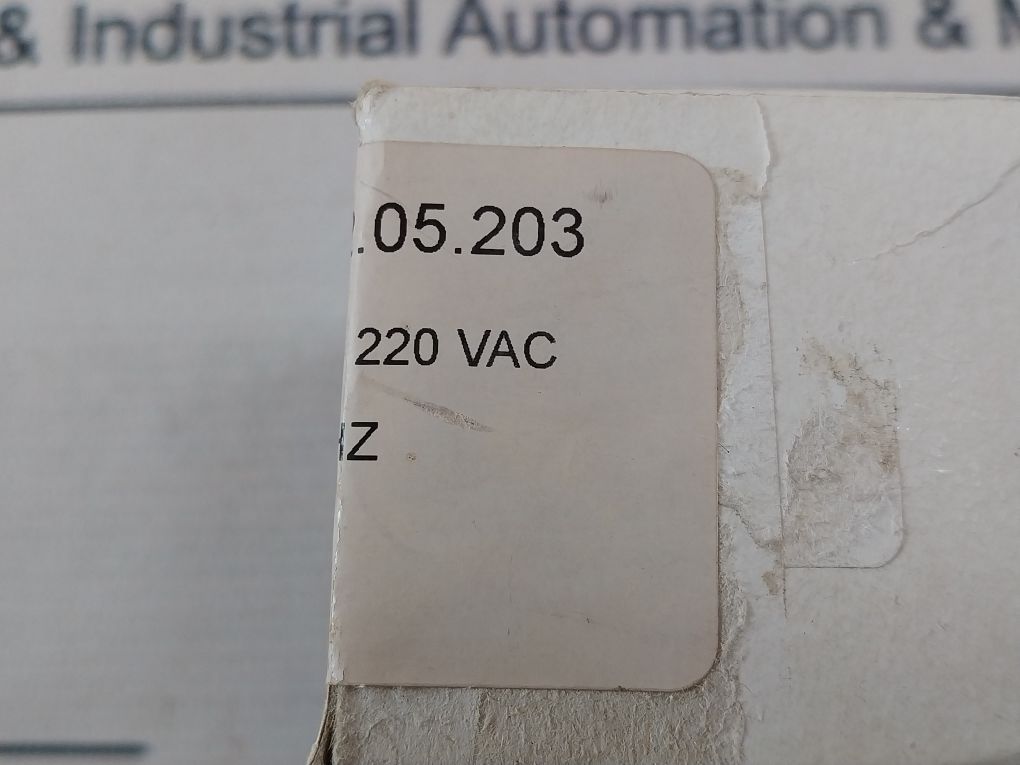 & Industrial Automation &
.05.203
220 VAC
Z